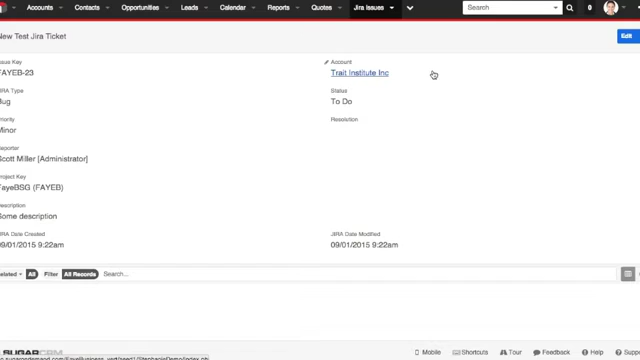 Accounts Contacts Opportunities Leads Calendar Reports Quotes Jira Issues Search 0
New Test Jira Ticket Edit
Issue Key Account
FAYEB-23 Trait Institute Inc
JIRA Type Status
Bug To Do
Priority Resolution
Minor
Reporter
Scott Miller [Administrator]
Project Key
FayeBSG (FAYEB)
Description
Some description
JIRA Date Created JIRA Date Modified
09/01/2015 9:22am 09/01/2015 9:22am
Related All Filter All Records Search...
SUGARCRM Mobile Shortcuts Tour Feedback Help